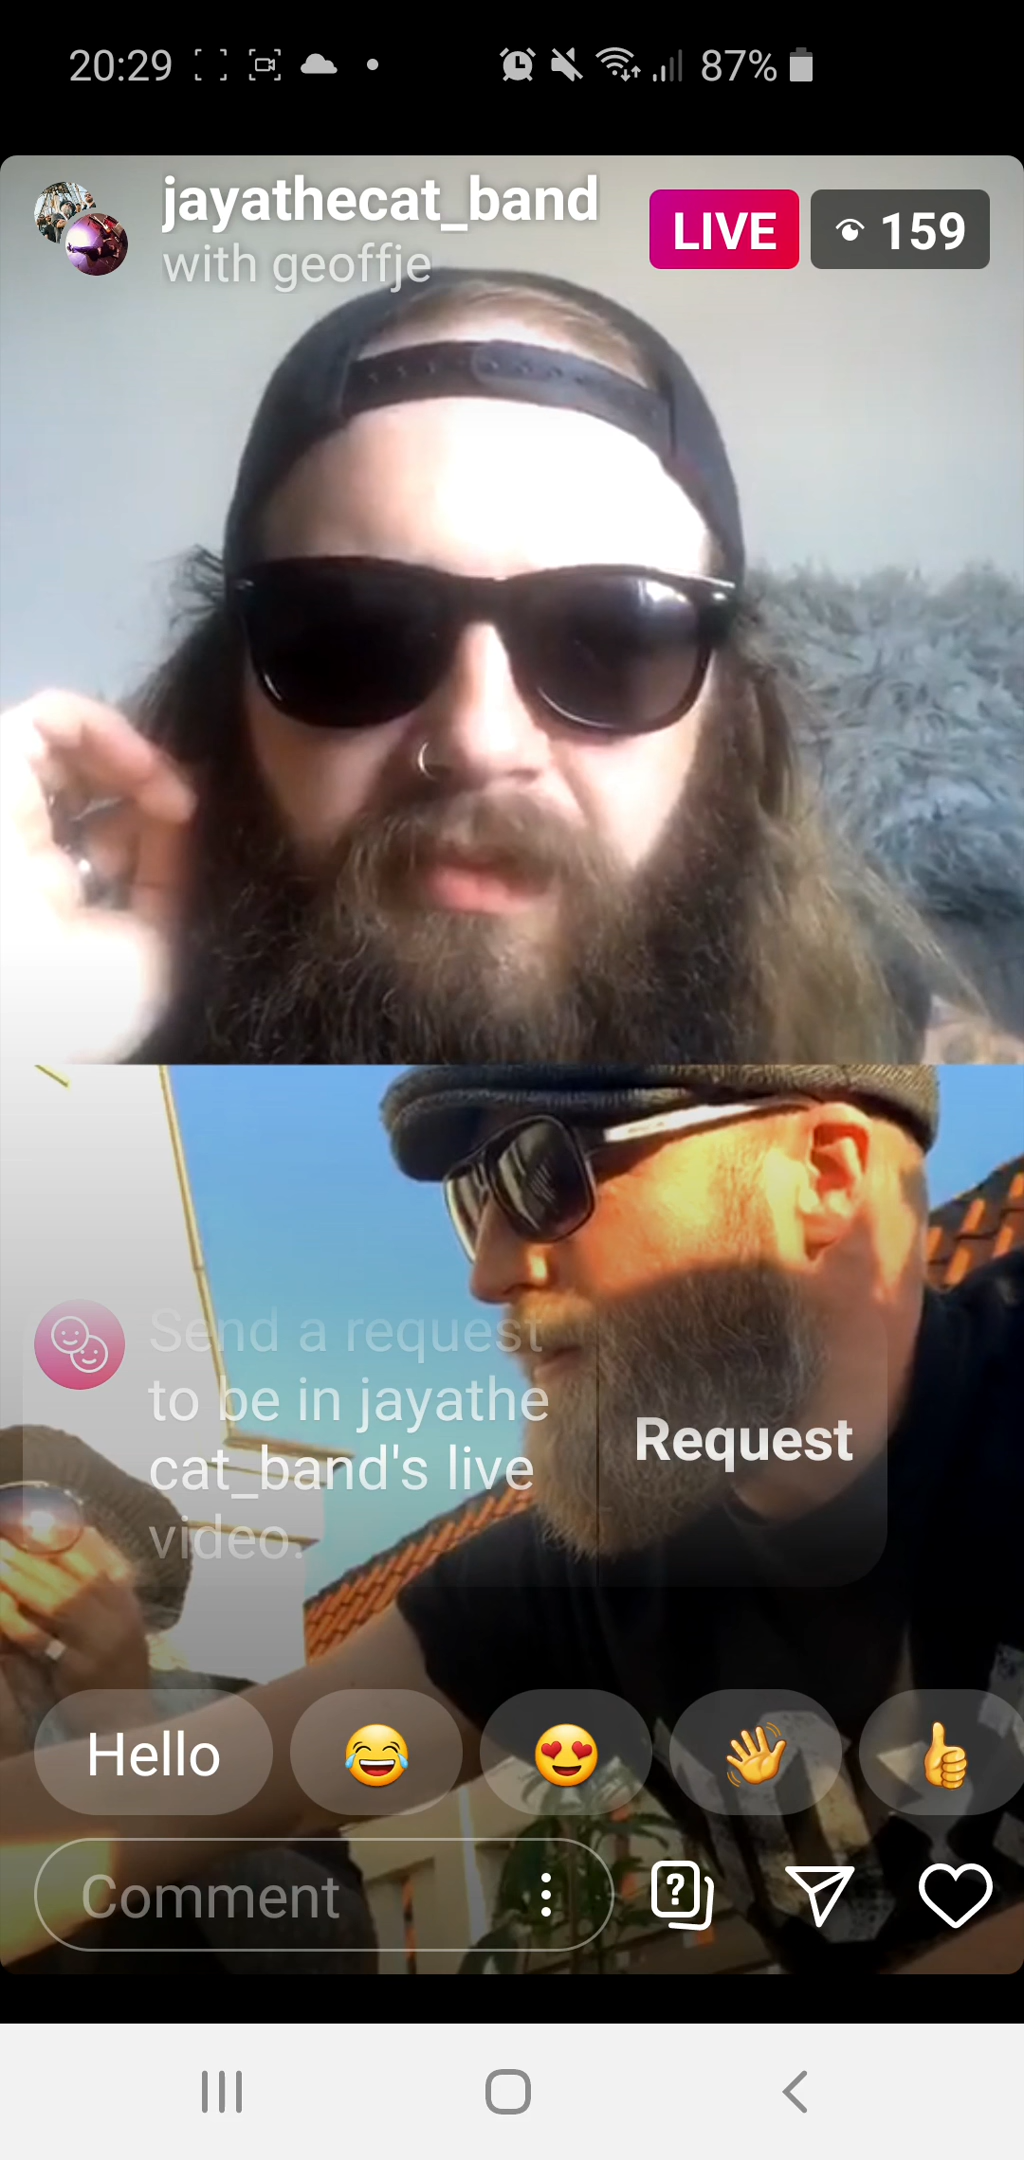 20:29 87%
jayathecat_band
with geoffje
LIVE 159
Send a request
to be in jayathe
cat_band's live
video.
Request
Hello
Comment